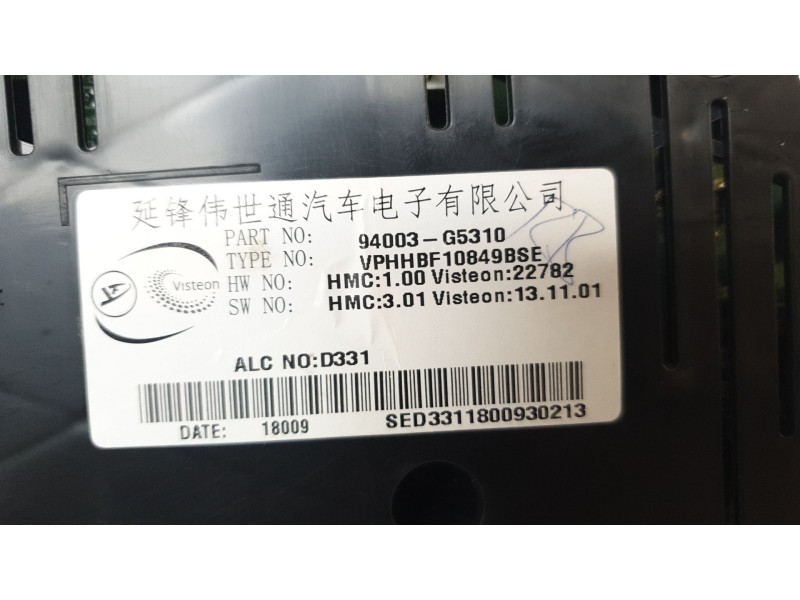 延锋伟世通汽车电子有限公司
PART NO: 94003-G5310
TYPE NO: VPHHBF10849BSE
HW NO: HMC:1.00 Visteon:22782
SW NO: HMC:3.01 Visteon:13.11.01
Visteon
ALC NO:D331
DATE: 18009 SED3311800930213